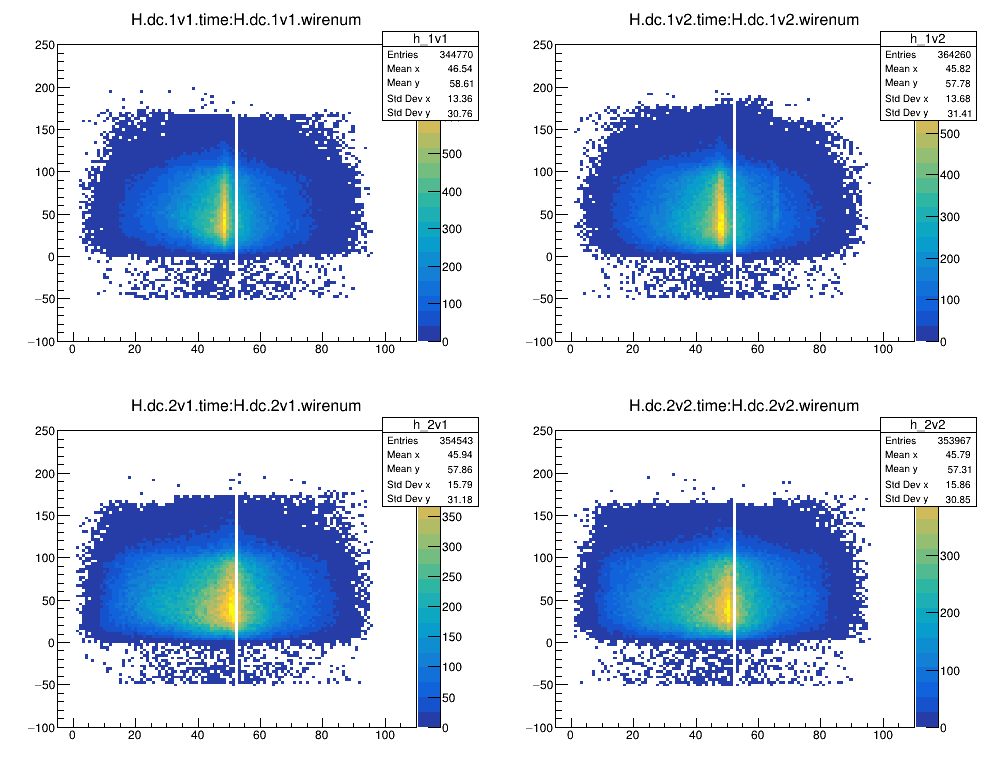 H.dc.1v1.time:H.dc.1v1.wirenum
h_1v1
Entries 344770
Mean x 46.54
Mean y 58.61
Std Dev x 13.36
Std Dev y 30.76
250
200
150
100
50
0
−50
−100
0 20 40 60 80 100
500
400
300
200
100
0
H.dc.1v2.time:H.dc.1v2.wirenum
h_1v2
Entries 364260
Mean x 45.82
Mean y 57.78
Std Dev x 13.68
Std Dev y 31.41
250
200
150
100
50
0
−50
−100
0 20 40 60 80 100
500
400
300
200
100
0
H.dc.2v1.time:H.dc.2v1.wirenum
h_2v1
Entries 354543
Mean x 45.94
Mean y 57.86
Std Dev x 15.79
Std Dev y 31.18
250
200
150
100
50
0
−50
−100
0 20 40 60 80 100
350
300
250
200
150
100
50
0
H.dc.2v2.time:H.dc.2v2.wirenum
h_2v2
Entries 353967
Mean x 45.79
Mean y 57.31
Std Dev x 15.86
Std Dev y 30.85
250
200
150
100
50
0
−50
−100
0 20 40 60 80 100
300
200
100
0